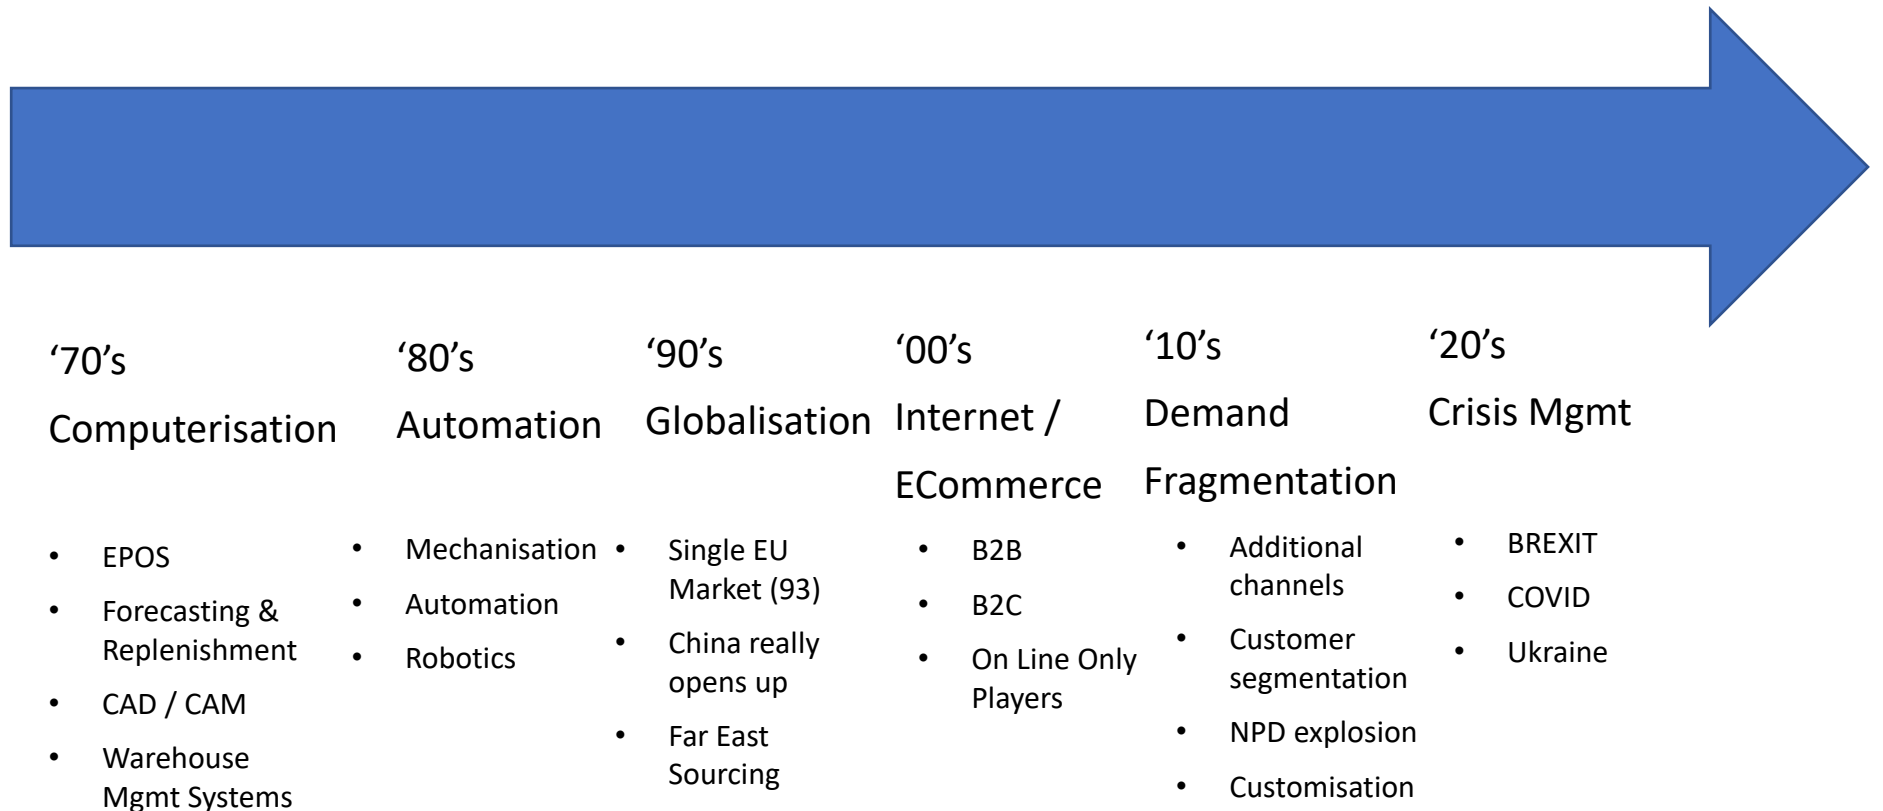 ‘70’s
Computerisation
• EPOS
• Forecasting &
Replenishment
• CAD / CAM
• Warehouse
Mgmt Systems
‘80’s
Automation
• Mechanisation
• Automation
• Robotics
‘90’s
Globalisation
• Single EU
Market (93)
• China really
opens up
• Far East
Sourcing
‘00’s
Internet /
ECommerce
• B2B
• B2C
• On Line Only
Players
‘10’s
Demand
Fragmentation
• Additional
channels
• Customer
segmentation
• NPD explosion
• Customisation
‘20’s
Crisis Mgmt
• BREXIT
• COVID
• Ukraine